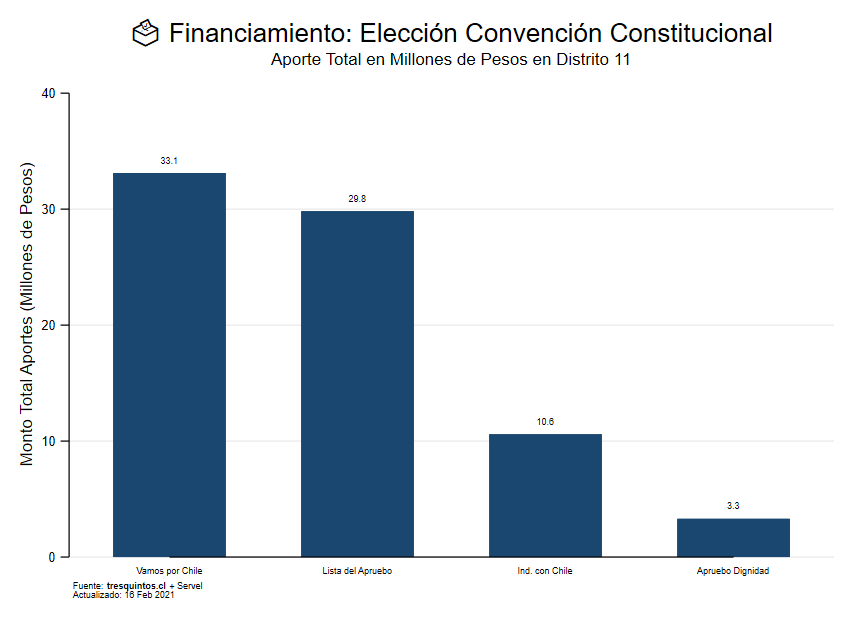 Financiamiento: Elección Convención Constitucional
Aporte Total en Millones de Pesos en Distrito 11
Monto Total Aportes (Millones de Pesos)
40
30
20
10
0
33.1
29.8
10.6
3.3
Vamos por Chile
Lista del Apruebo
Ind. con Chile
Apruebo Dignidad
Fuente: tresquintos.cl + Servel
Actualizado: 16 Feb 2021